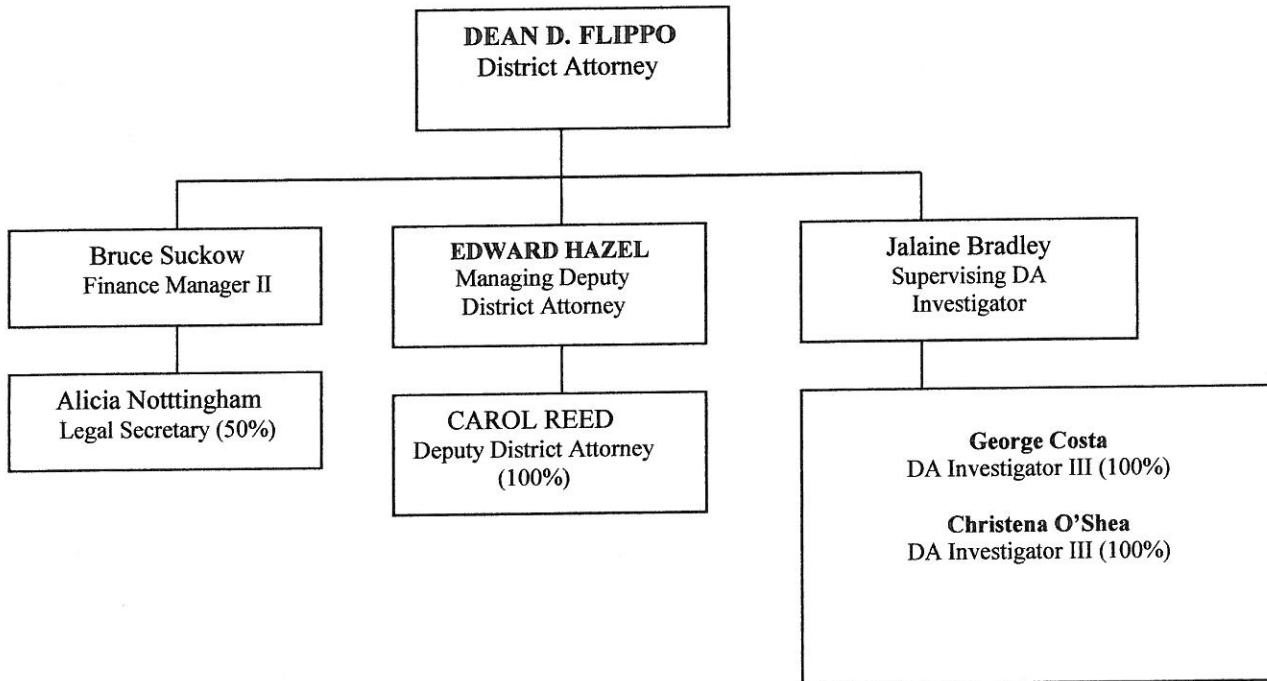 DEAN D. FLIPPO
District Attorney
Bruce Suckow
Finance Manager II
EDWARD HAZEL
Managing Deputy
District Attorney
Jalaine Bradley
Supervising DA
Investigator
Alicia Notttingham
Legal Secretary (50%)
CAROL REED
Deputy District Attorney
(100%)
George Costa
DA Investigator III (100%)
Christena O'Shea
DA Investigator III (100%)